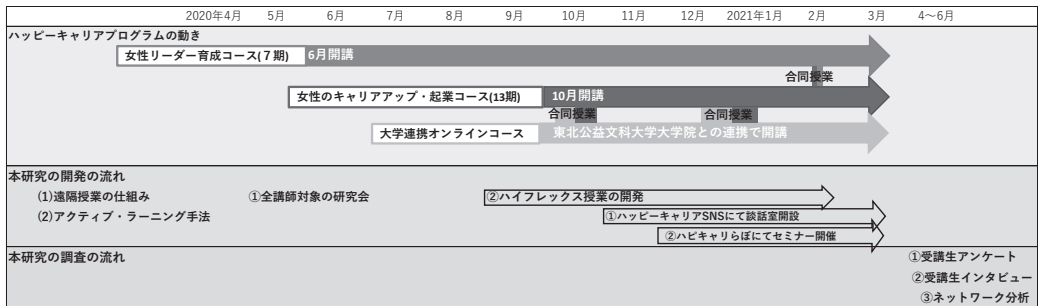 2020年4月 5月 6月 7月 8月 9月 10月 11月 12月 2021年1月 2月 3月 4～6月
ハッピーキャリアプログラムの動き
女性リーダー育成コース(７期) 6月開講
合同授業
女性のキャリアアップ・起業コース(13期) 10月開講
合同授業 合同授業
大学連携オンラインコース 東北公益文科大学大学院との連携で開講
本研究の開発の流れ
(1)遠隔授業の仕組み ①全講師対象の研究会 ②ハイフレックス授業の開発
(2)アクティブ・ラーニング手法 ①ハッピーキャリアSNSにて談話室開設
②ハピキャリらぼにてセミナー開催
本研究の調査の流れ ①受講生アンケート
②受講生インタビュー
③ネットワーク分析